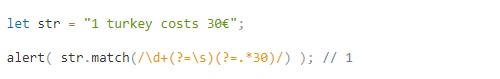 let str = "1 turkey costs 30€";
alert( str.match(/\d+(?=\s)(?=.*30)/) ); // 1